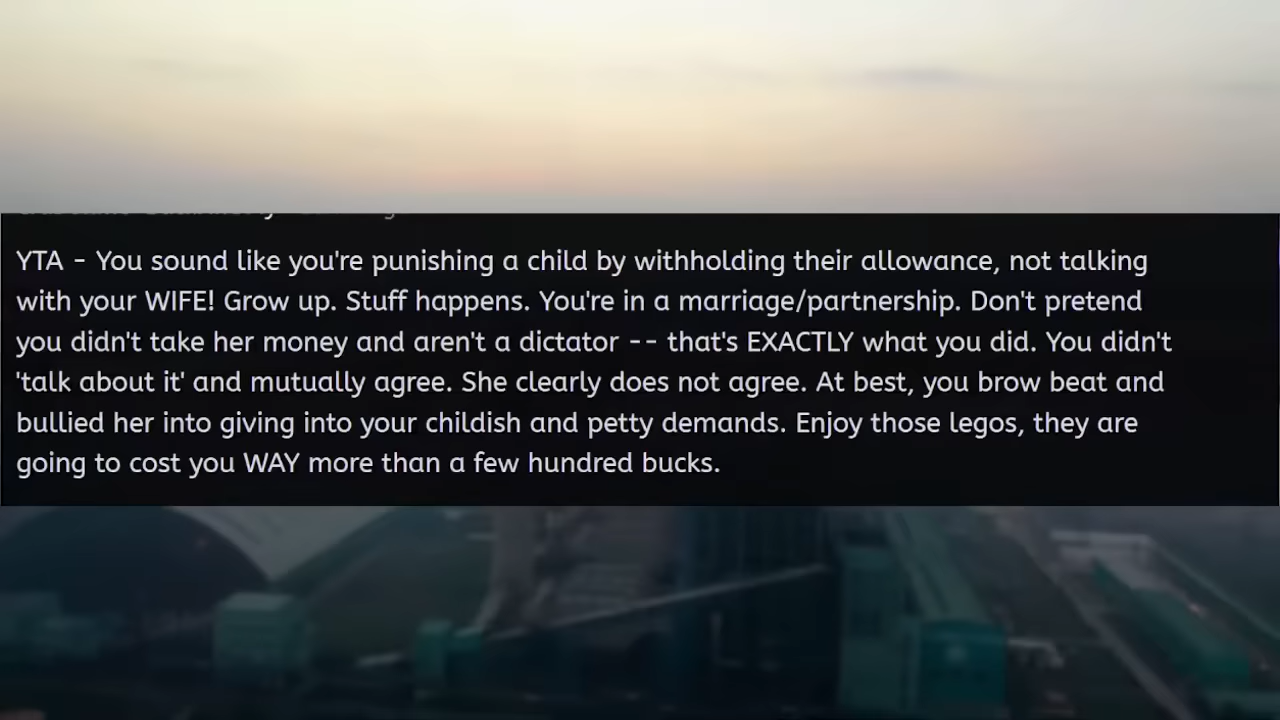 YTA - You sound like you're punishing a child by withholding their allowance, not talking
with your WIFE! Grow up. Stuff happens. You're in a marriage/partnership. Don't pretend
you didn't take her money and aren't a dictator -- that's EXACTLY what you did. You didn't
'talk about it' and mutually agree. She clearly does not agree. At best, you brow beat and
bullied her into giving into your childish and petty demands. Enjoy those legos, they are
going to cost you WAY more than a few hundred bucks.